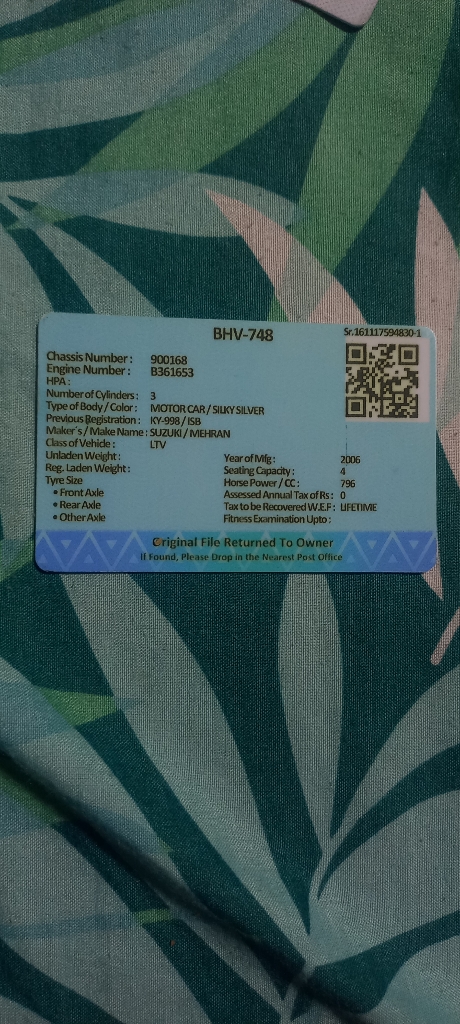 BHV-748
Sr.161117594830-1
Chassis Number : 900168
Engine Number : B361653
HPA :
Number of Cylinders : 3
Type of Body / Color : MOTOR CAR / SILKY SILVER
Previous Registration : KY-998 / ISB
Maker's / Make Name : SUZUKI / MEHRAN
Class of Vehicle : LTV
Unladen Weight :
Reg. Laden Weight :
Tyre Size
• Front Axle
• Rear Axle
• Other Axle
Year of Mfg : 2006
Seating Capacity : 4
Horse Power / CC : 796
Assessed Annual Tax of Rs : 0
Tax to be Recovered W.E.F : LIFETIME
Fitness Examination Upto :
Original File Returned To Owner
If Found, Please Drop in the Nearest Post Office